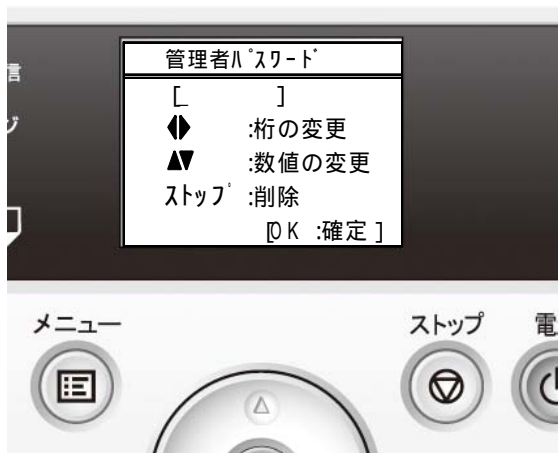 管理者ﾊﾟｽﾜｰﾄﾞ
[_ ]
:桁の変更
:数値の変更
ｽﾄｯﾌﾟ :削除
[OK :確定]
メニュー
ストップ